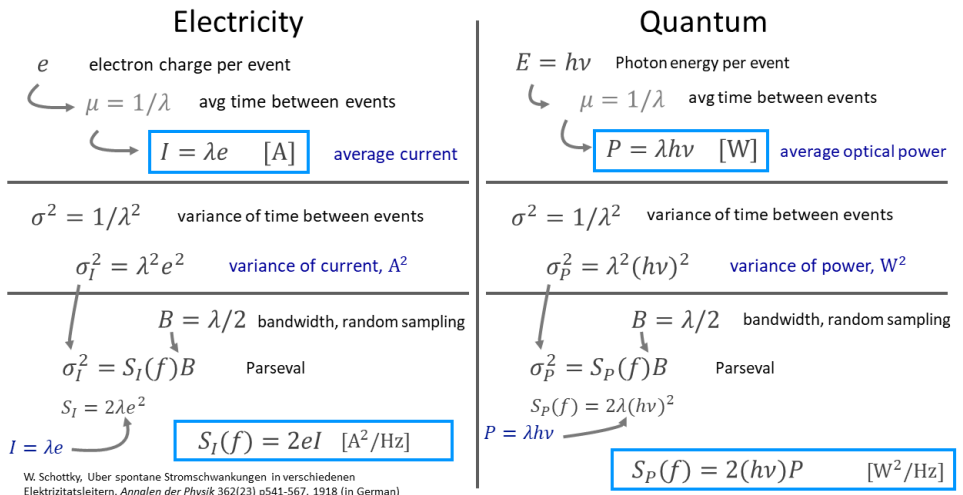 Electricity
e electron charge per event
μ = 1/λ avg time between events
I = λe [A] average current
σ² = 1/λ² variance of time between events
σ_I² = λ²e² variance of current, A²
B = λ/2 bandwidth, random sampling
σ_I² = S_I(f)B Parseval
S_I = 2λe²
I = λe
S_I(f) = 2eI [A²/Hz]
W. Schottky, Uber spontane Stromschwankungen in verschiedenen
Elektrizitatsleitern, Annalen der Physik 362(23) p541-567, 1918 (in German)
Quantum
E = hν Photon energy per event
μ = 1/λ avg time between events
P = λhν [W] average optical power
σ² = 1/λ² variance of time between events
σ_P² = λ²(hν)² variance of power, W²
B = λ/2 bandwidth, random sampling
σ_P² = S_P(f)B Parseval
S_P(f) = 2λ(hν)²
P = λhν
S_P(f) = 2(hν)P [W²/Hz]